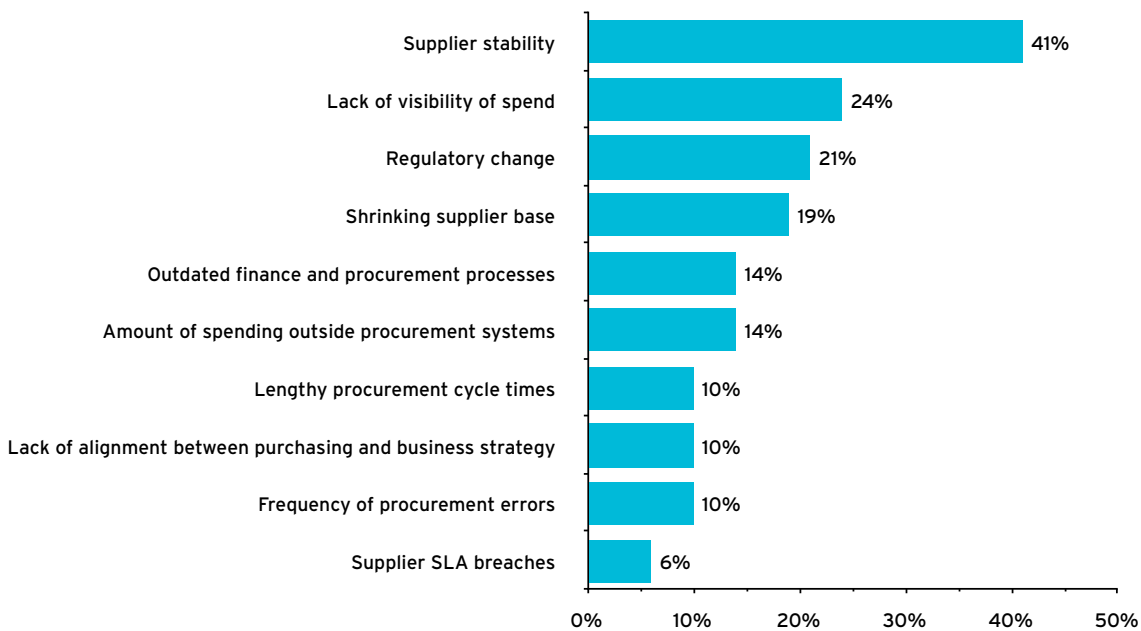 Supplier stability 41%
Lack of visibility of spend 24%
Regulatory change 21%
Shrinking supplier base 19%
Outdated finance and procurement processes 14%
Amount of spending outside procurement systems 14%
Lengthy procurement cycle times 10%
Lack of alignment between purchasing and business strategy 10%
Frequency of procurement errors 10%
Supplier SLA breaches 6%
0% 10% 20% 30% 40% 50%